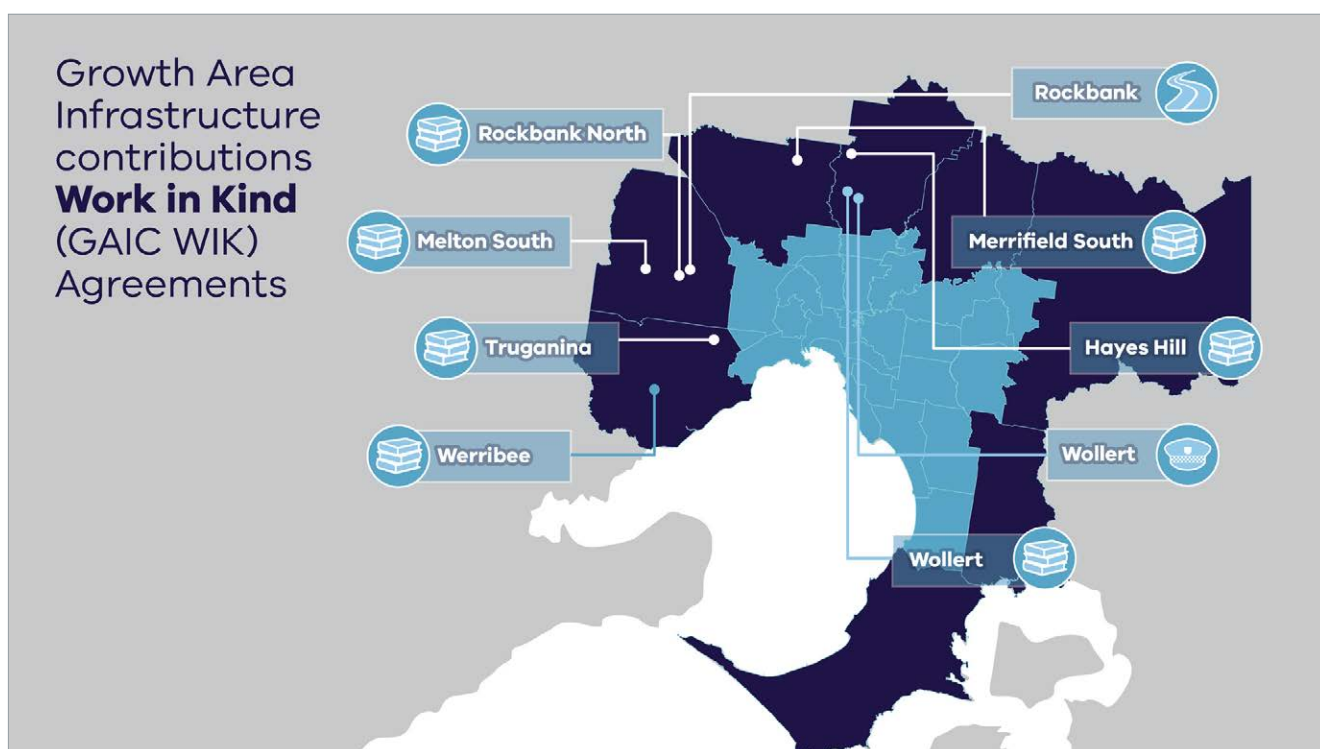 Growth Area
Infrastructure
contributions
Work in Kind
(GAIC WIK)
Agreements
Rockbank
Rockbank North
Melton South
Merrifield South
Truganina
Hayes Hill
Werribee
Wollert
Wollert